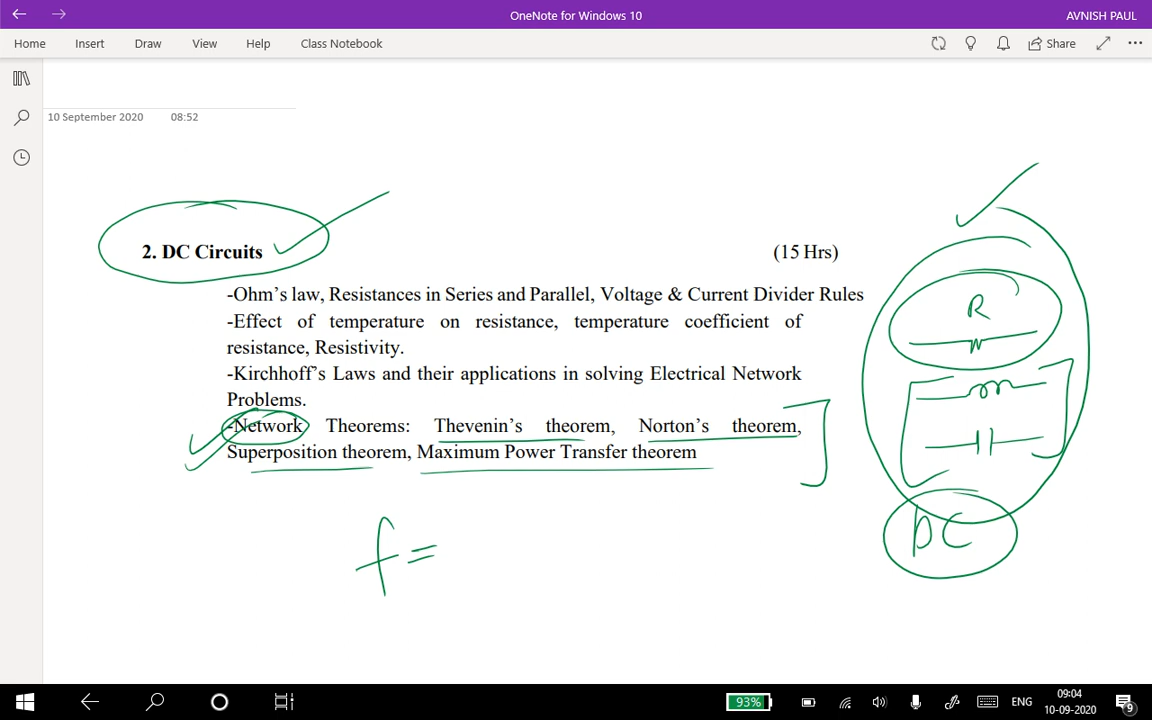 OneNote for Windows 10
AVNISH PAUL
Home Insert Draw View Help Class Notebook
Share
10 September 2020 08:52
2. DC Circuits (15 Hrs)
-Ohm's law, Resistances in Series and Parallel, Voltage & Current Divider Rules
-Effect of temperature on resistance, temperature coefficient of
resistance, Resistivity.
-Kirchhoff's Laws and their applications in solving Electrical Network
Problems.
-Network Theorems: Thevenin's theorem, Norton's theorem,
Superposition theorem, Maximum Power Transfer theorem
R
DC
f =
93%
ENG
09:04
10-09-2020
9